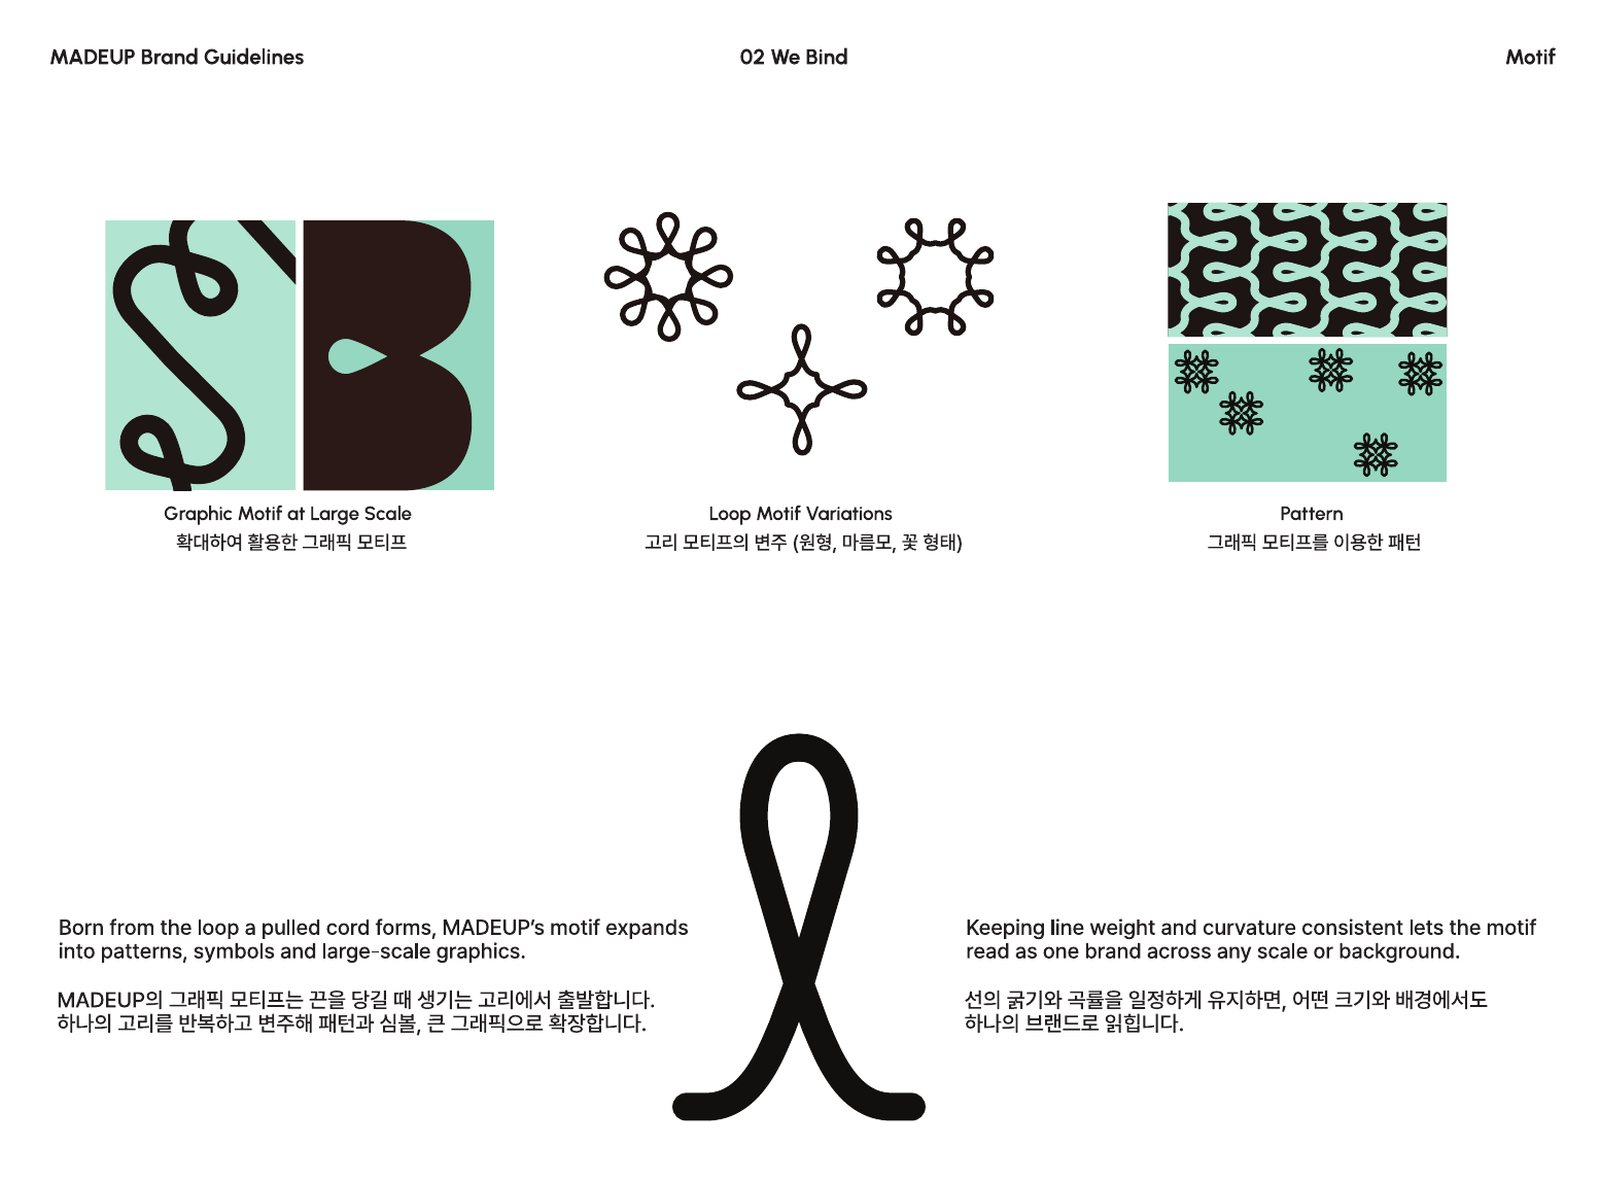 MADEUP Brand Guidelines
02 We Bind
Motif
Graphic Motif at Large Scale
확대하여 활용한 그래픽 모티프
Loop Motif Variations
고리 모티프의 변주 (원형, 마름모, 꽃 형태)
Pattern
그래픽 모티프를 이용한 패턴
Born from the loop a pulled cord forms, MADEUP’s motif expands
into patterns, symbols and large-scale graphics.
MADEUP의 그래픽 모티프는 끈을 당길 때 생기는 고리에서 출발합니다.
하나의 고리를 반복하고 변주해 패턴과 심볼, 큰 그래픽으로 확장합니다.
Keeping line weight and curvature consistent lets the motif
read as one brand across any scale or background.
선의 굵기와 곡률을 일정하게 유지하면, 어떤 크기와 배경에서도
하나의 브랜드로 읽힙니다.